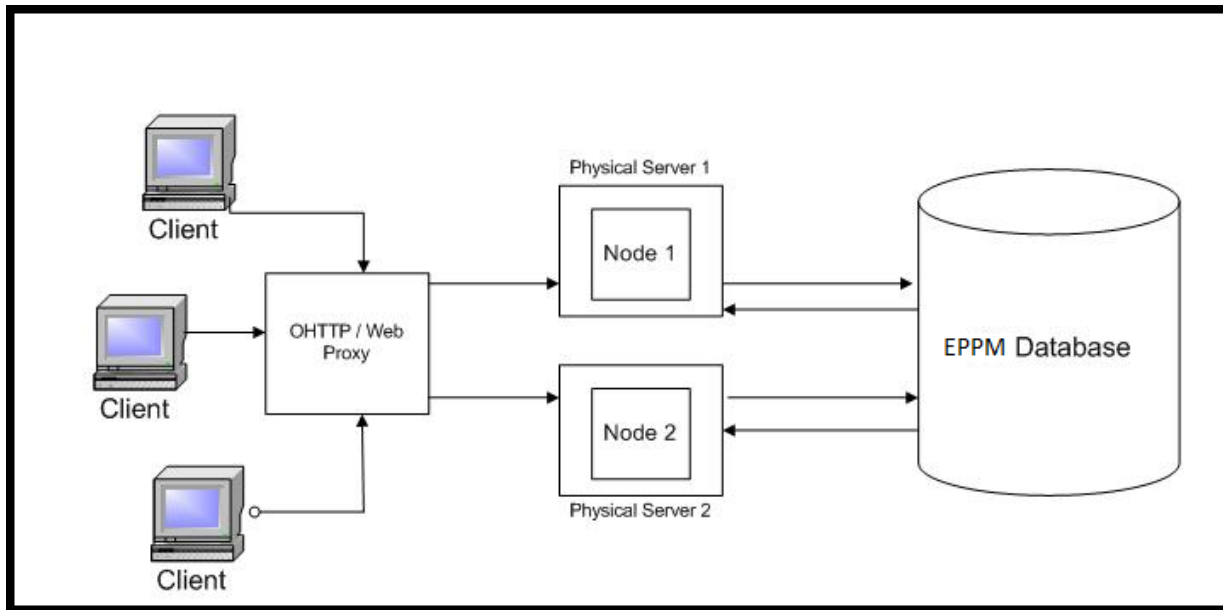 Client
Client
Client
OHTTP / Web
Proxy
Physical Server 1
Node 1
Node 2
Physical Server 2
EPPM Database